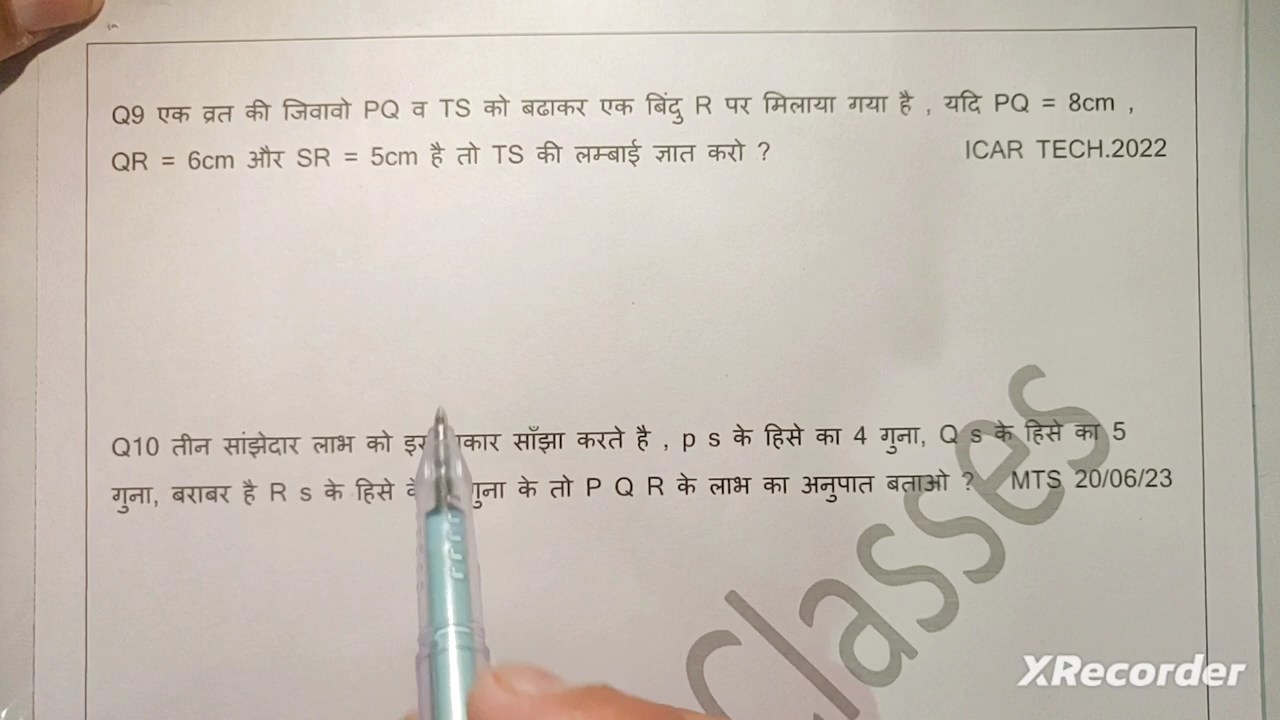 Q9 एक व्रत की जिवावो PQ व TS को बढाकर एक बिंदु R पर मिलाया गया है , यदि PQ = 8cm ,
QR = 6cm और SR = 5cm है तो TS की लम्बाई ज्ञात करो ? ICAR TECH.2022
Q10 तीन सांझेदार लाभ को साँझा करते है , p s के हिसे का 4 गुना, Q s के हिसे का 5
गुना, बराबर है R s के हिसे गुना के तो P Q R के लाभ का अनुपात बताओ ? MTS 20/06/23
Classes
XRecorder